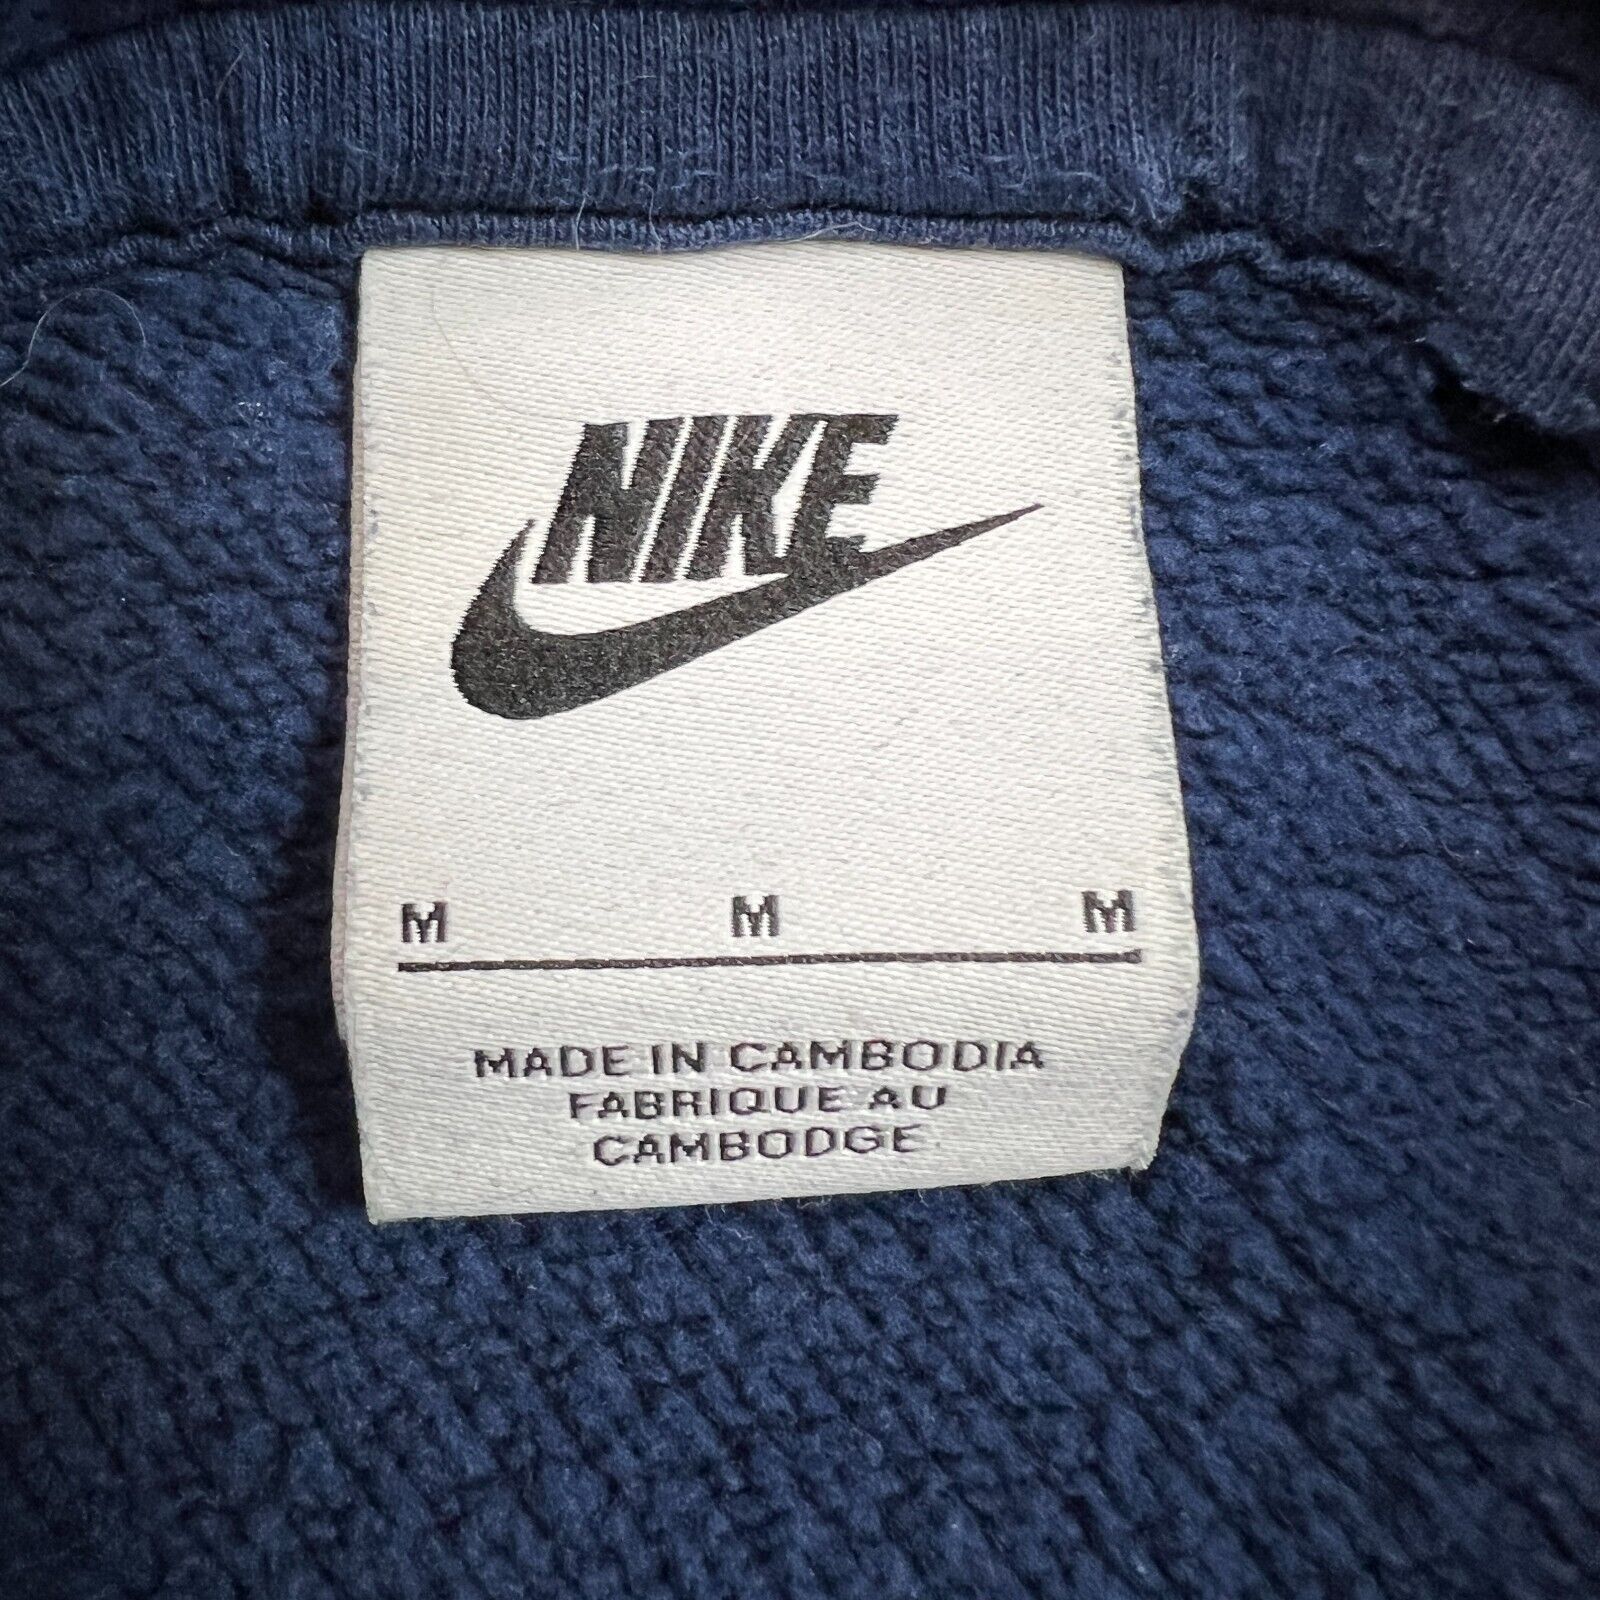 NIKE
M M M
MADE IN CAMBODIA
FABRIQUE AU
CAMBODGE